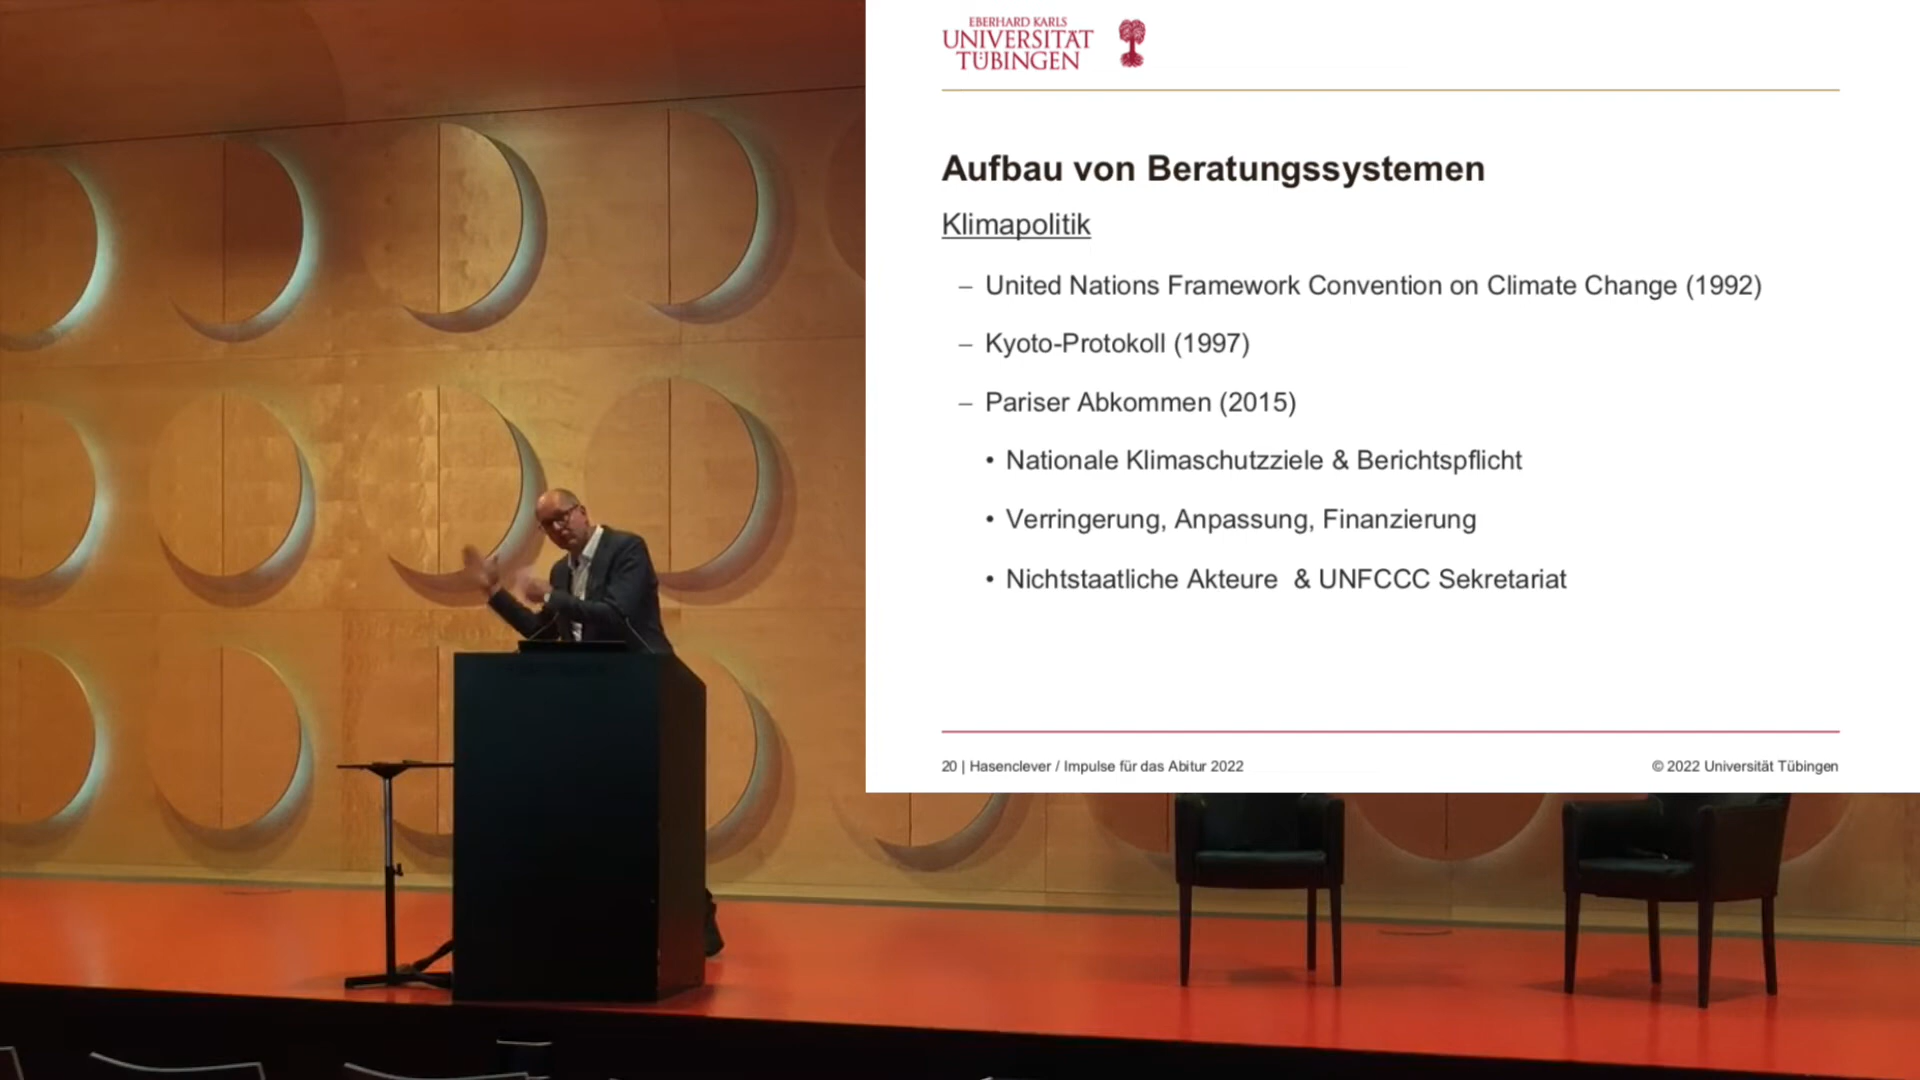 EBERHARD KARLS
UNIVERSITÄT
TÜBINGEN
Aufbau von Beratungssystemen
Klimapolitik
– United Nations Framework Convention on Climate Change (1992)
– Kyoto-Protokoll (1997)
– Pariser Abkommen (2015)
• Nationale Klimaschutzziele & Berichtspflicht
• Verringerung, Anpassung, Finanzierung
• Nichtstaatliche Akteure & UNFCCC Sekretariat
20 | Hasenclever / Impulse für das Abitur 2022
© 2022 Universität Tübingen